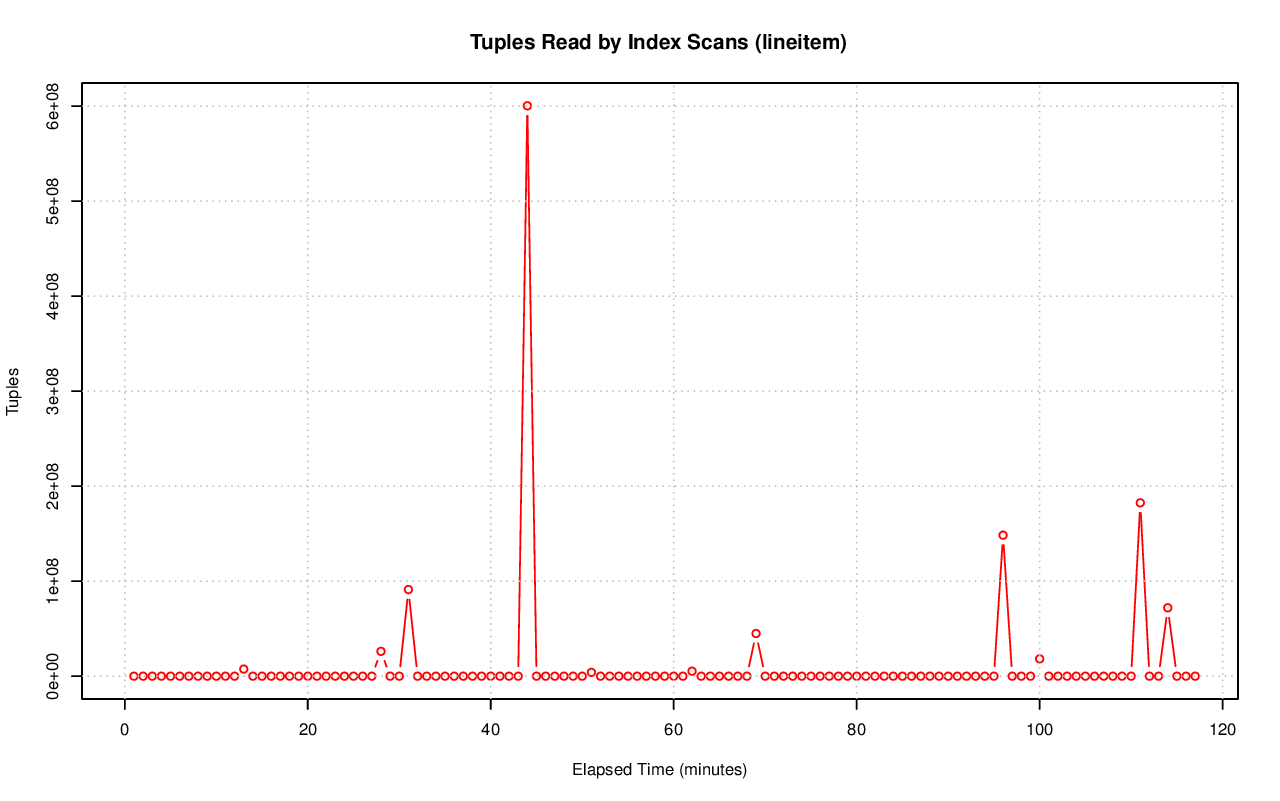 Tuples Read by Index Scans (lineitem)
Tuples
6e+08
5e+08
4e+08
3e+08
2e+08
1e+08
0e+00
0 20 40 60 80 100 120
Elapsed Time (minutes)